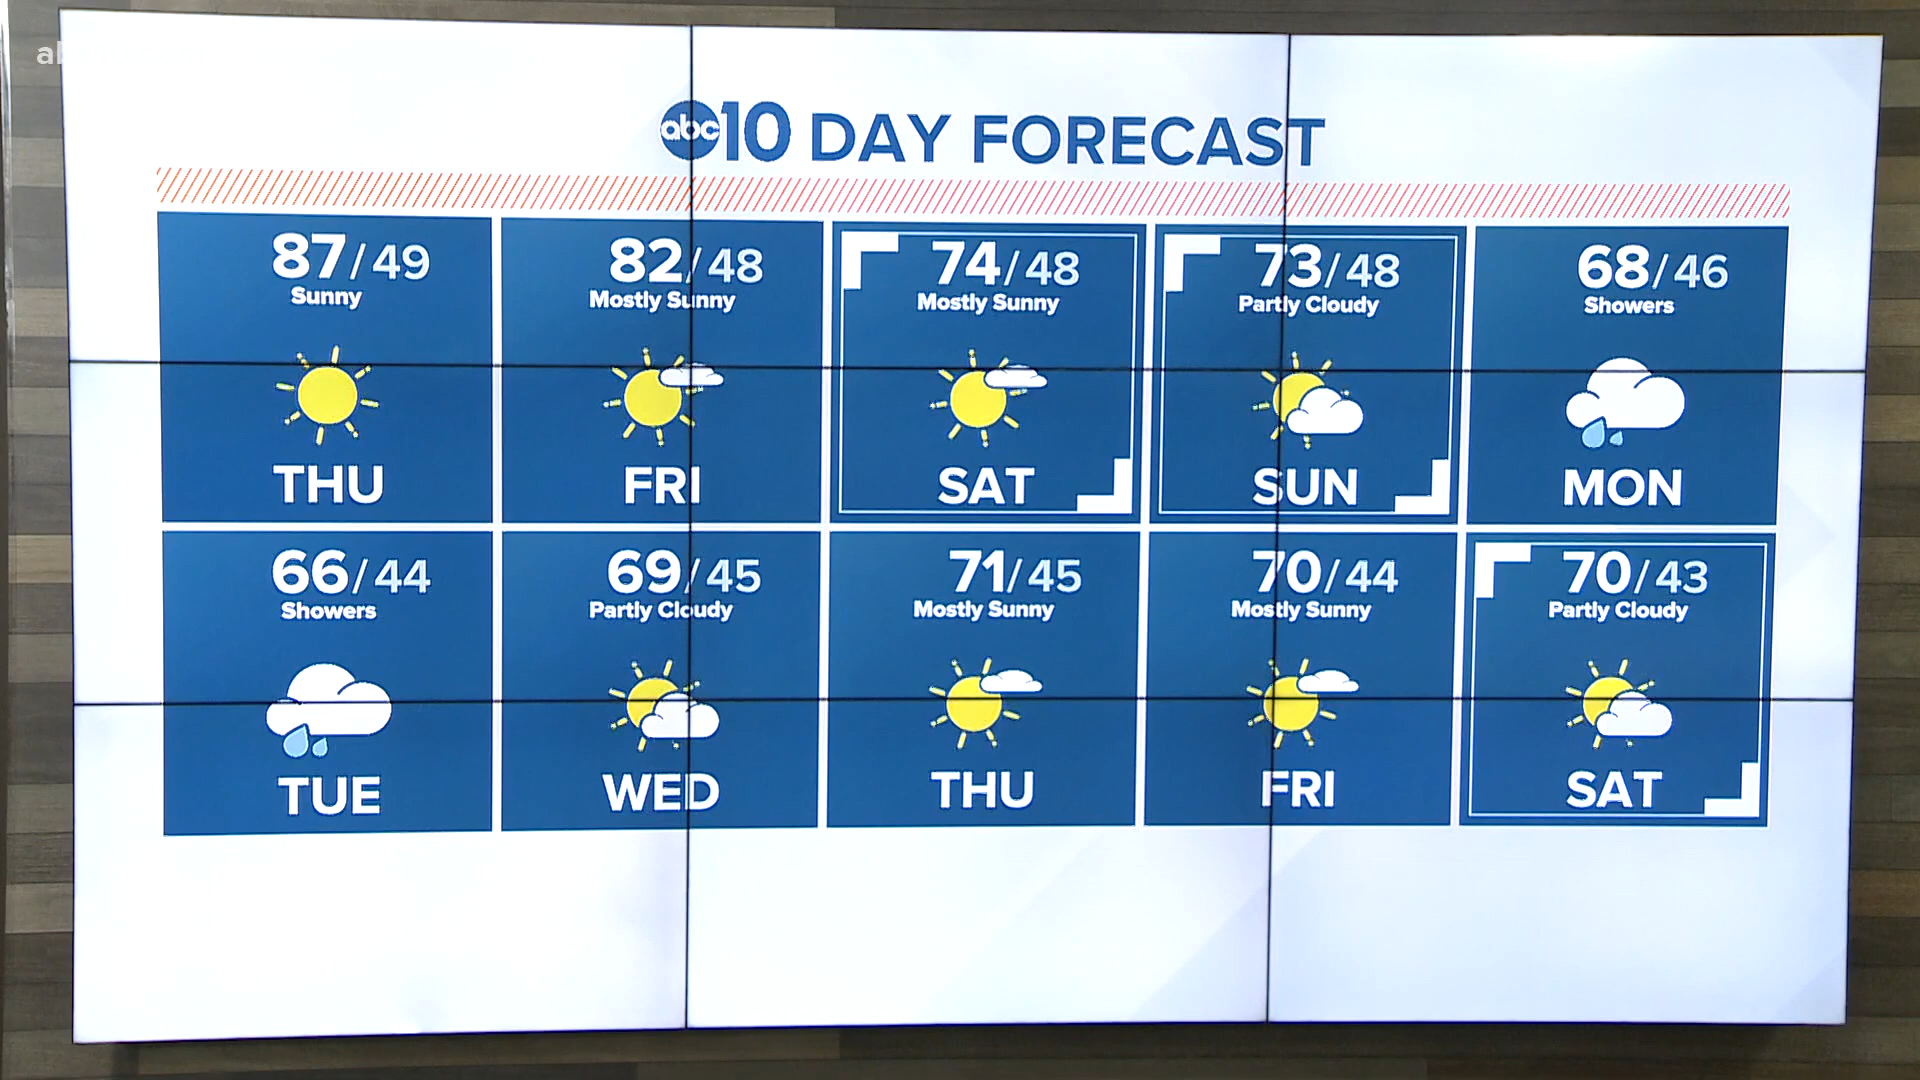 abc10 DAY FORECAST
87/49
Sunny
THU
82/48
Mostly Sunny
FRI
74/48
Mostly Sunny
SAT
73/48
Partly Cloudy
SUN
68/46
Showers
MON
66/44
Showers
TUE
69/45
Partly Cloudy
WED
71/45
Mostly Sunny
THU
70/44
Mostly Sunny
FRI
70/43
Partly Cloudy
SAT